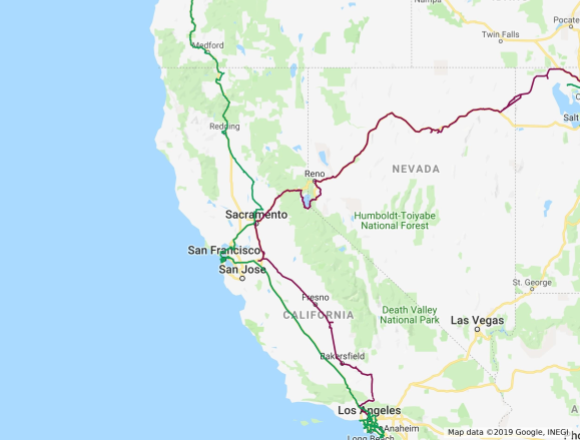 Nampa
Twin Falls
Pocate
Medford
Salt
Redding
Reno
NEVADA
Sacramento
Humboldt-Toiyabe
National Forest
San Francisco
San Jose
St. George
Fresno
CALIFORNIA
Death Valley
National Park
Las Vegas
Bakersfield
Los Angeles
Anaheim
Long Beach
Map data ©2019 Google, INEGI